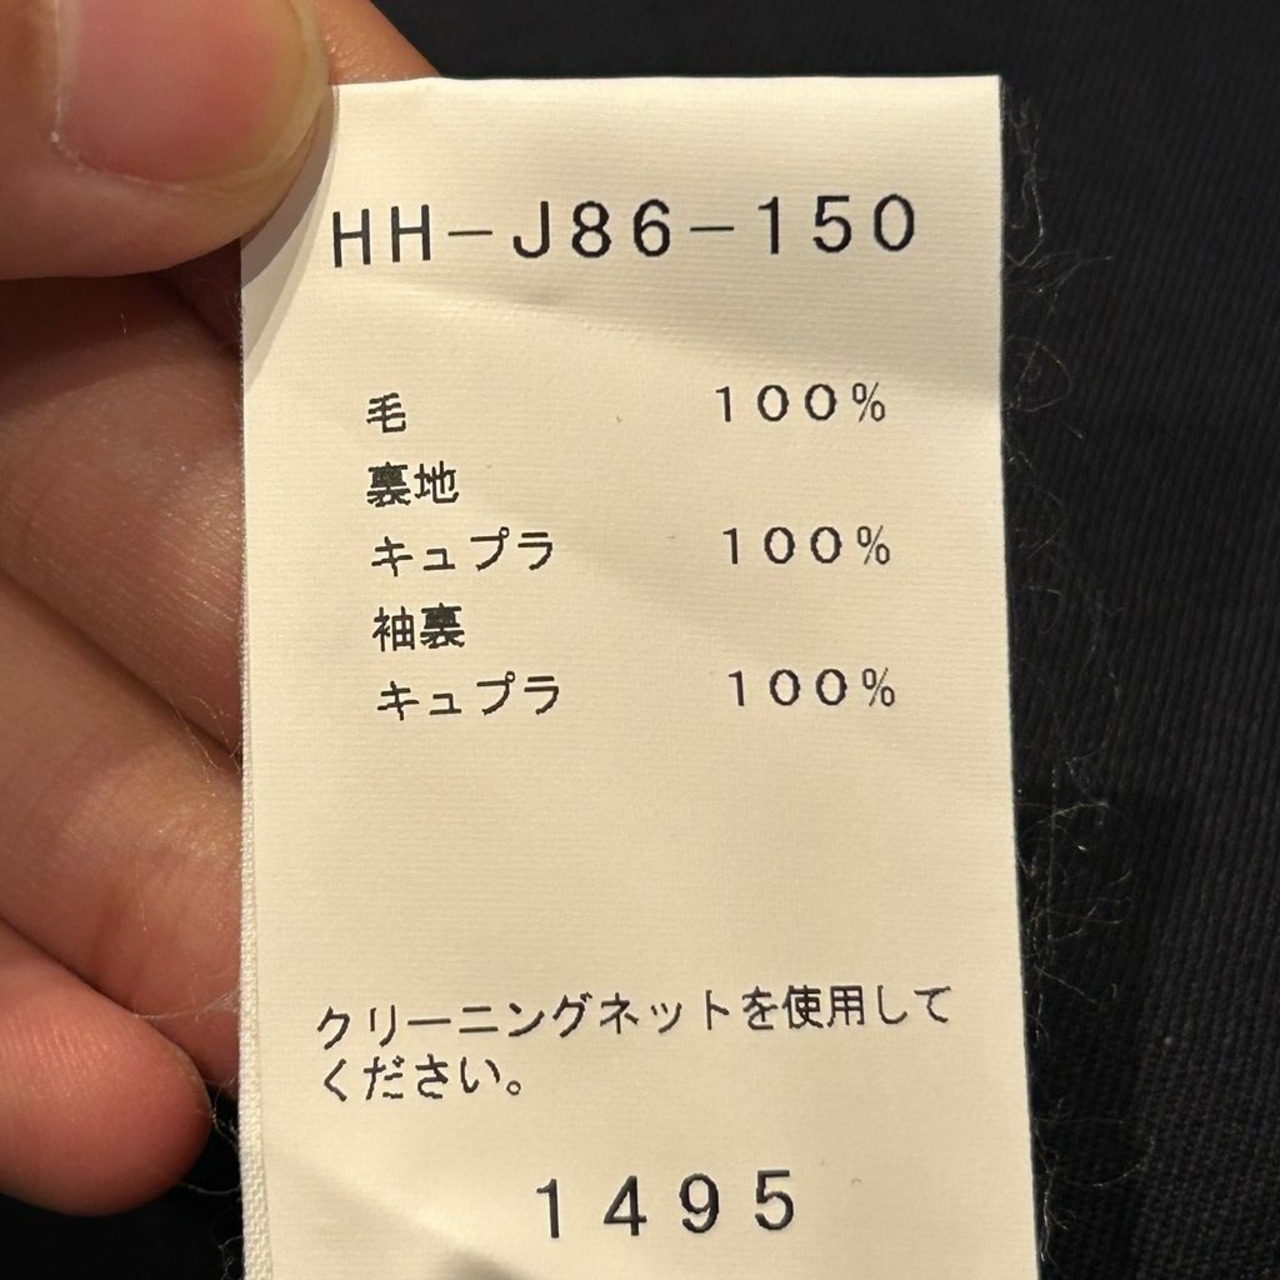 HH-J86-150
毛 100%
裏地
キュプラ 100%
袖裏
キュプラ 100%
クリーニングネットを使用して
ください。
1495